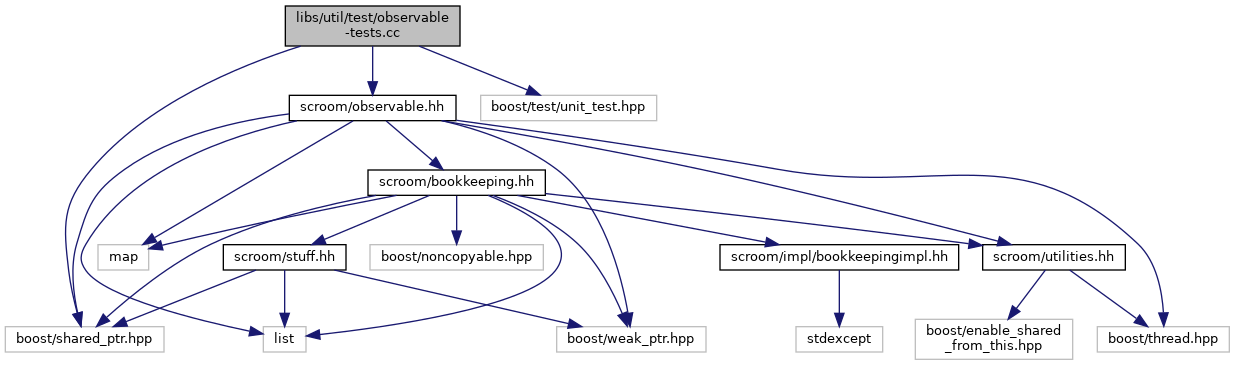 libs/util/test/observable
-tests.cc
scroom/observable.hh
boost/test/unit_test.hpp
scroom/bookkeeping.hh
map
scroom/stuff.hh
boost/noncopyable.hpp
scroom/impl/bookkeepingimpl.hh
scroom/utilities.hh
boost/shared_ptr.hpp
list
boost/weak_ptr.hpp
stdexcept
boost/enable_shared
_from_this.hpp
boost/thread.hpp